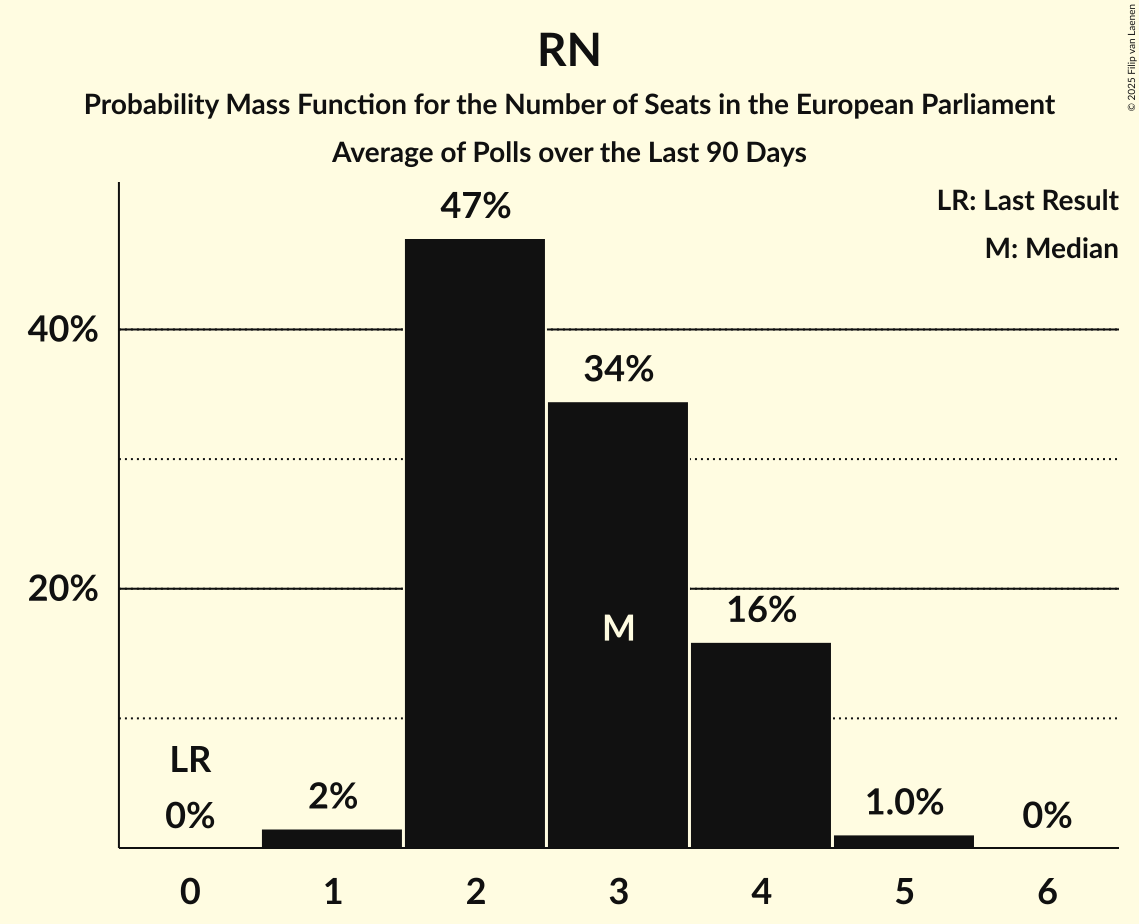 RN
Probability Mass Function for the Number of Seats in the European Parliament
Average of Polls over the Last 90 Days
© 2025 Filip van Laenen
LR: Last Result
M: Median
47%
40%
34%
20%
16%
M
LR
0%
2%
1.0%
0%
0 1 2 3 4 5 6